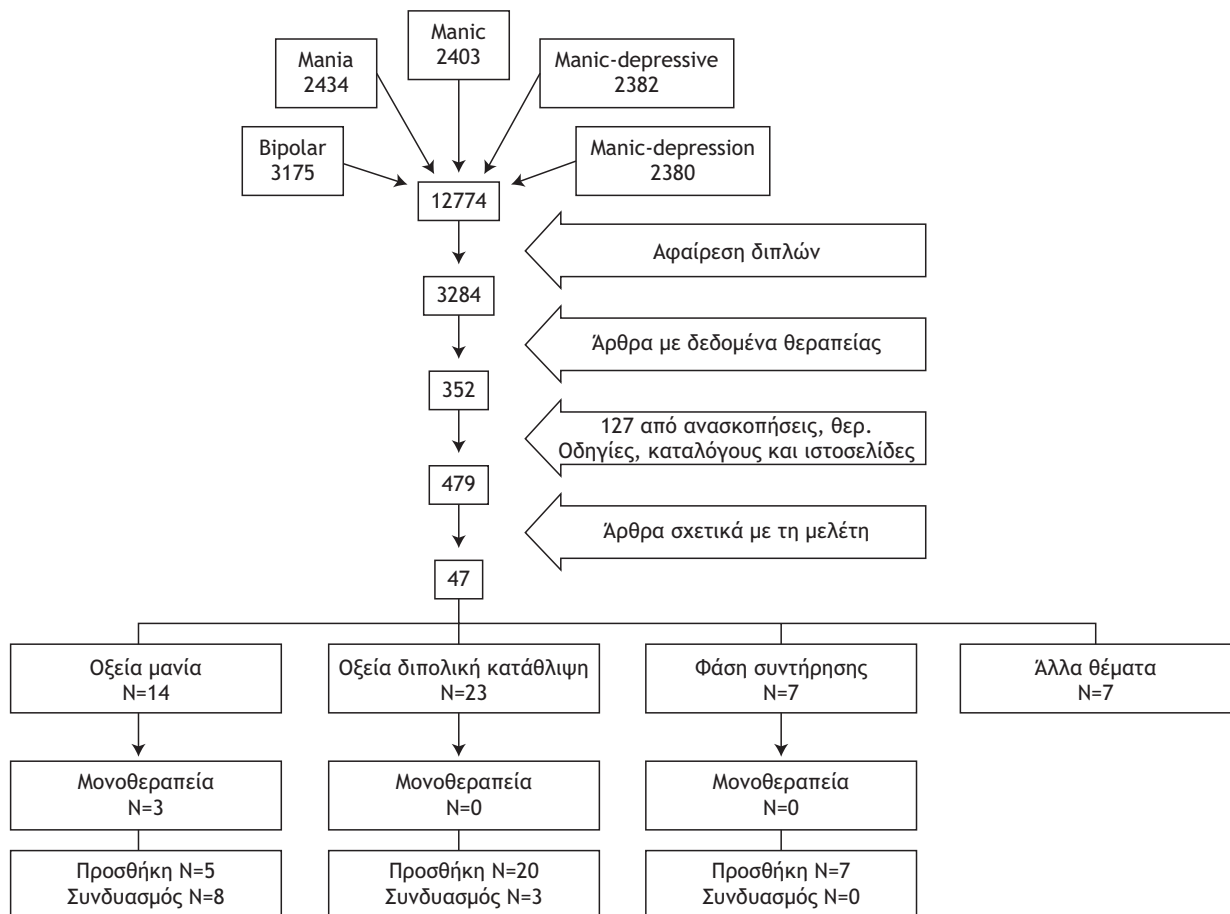 Manic
2403
Mania
2434
Manic-depressive
2382
Bipolar
3175
Manic-depression
2380
12774
Αφαίρεση διπλών
3284
Άρθρα με δεδομένα θεραπείας
352
127 από ανασκοπήσεις, θερ.
Οδηγίες, καταλόγους και ιστοσελίδες
479
Άρθρα σχετικά με τη μελέτη
47
Οξεία μανία
N=14
Οξεία διπολική κατάθλιψη
N=23
Φάση συντήρησης
N=7
Άλλα θέματα
N=7
Μονοθεραπεία
N=3
Μονοθεραπεία
N=0
Μονοθεραπεία
N=0
Προσθήκη N=5
Συνδυασμός N=8
Προσθήκη N=20
Συνδυασμός N=3
Προσθήκη N=7
Συνδυασμός N=0